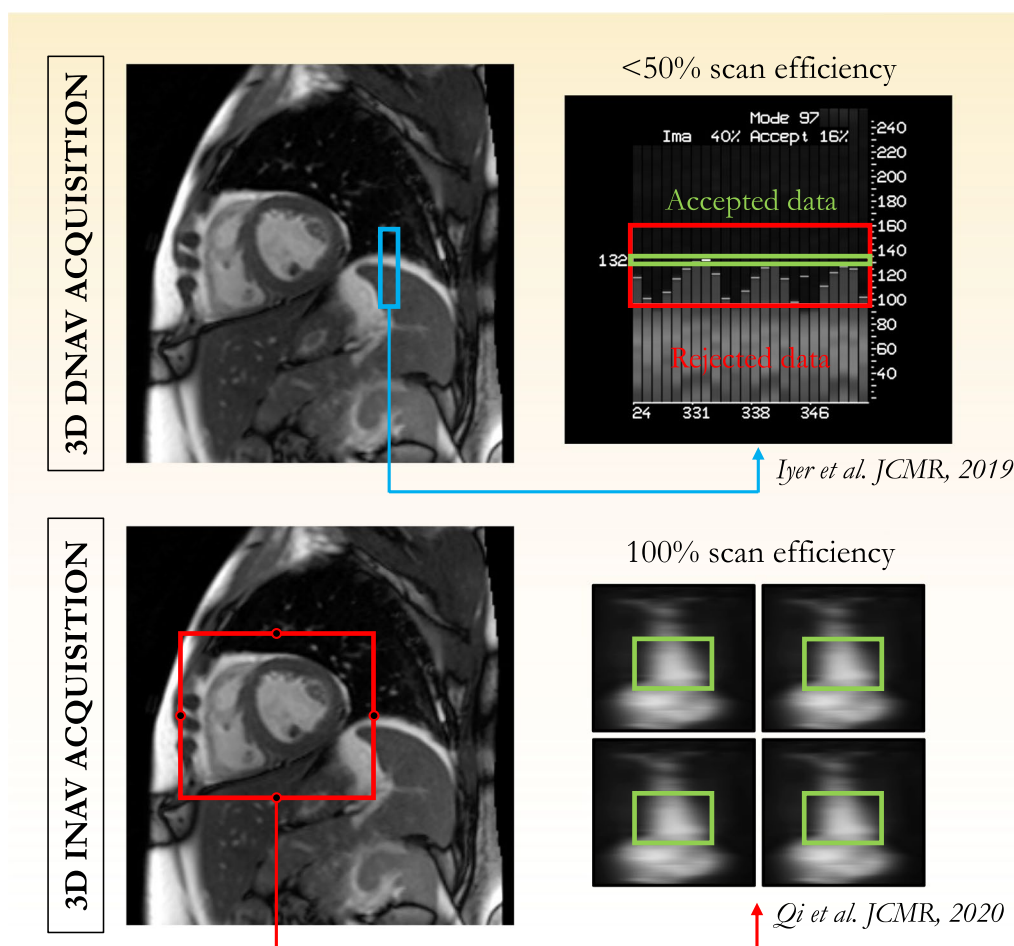 3D DNAV ACQUISITION
<50% scan efficiency
Mode 97
Ima 40% Accept 16%
240
220
200
180
160
140
120
100
80
60
40
Accepted data
132
Rejected data
24 331 338 346
Iyer et al. JCMR, 2019
3D INAV ACQUISITION
100% scan efficiency
Qi et al. JCMR, 2020